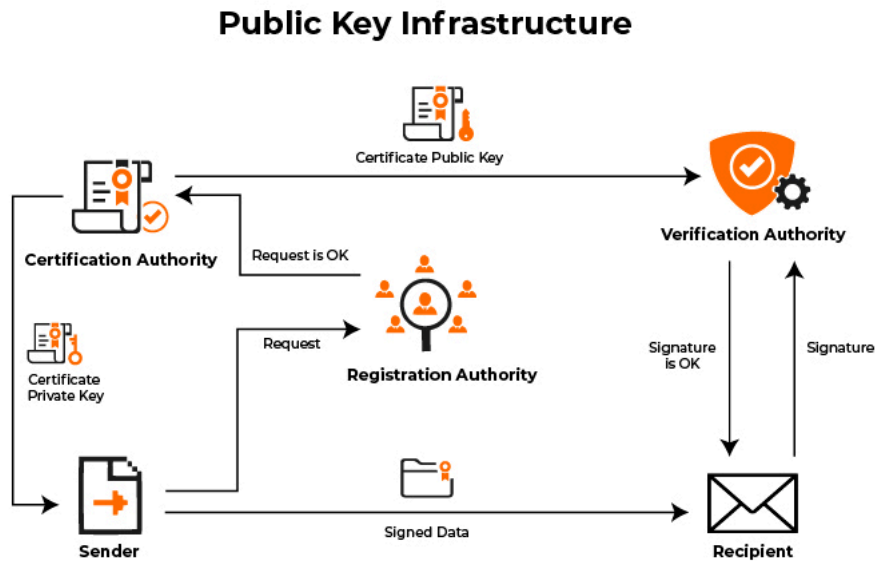 Public Key Infrastructure
Certificate Public Key
Certification Authority
Request is OK
Verification Authority
Certificate
Private Key
Request
Registration Authority
Signature
is OK
Signature
Signed Data
Sender
Recipient